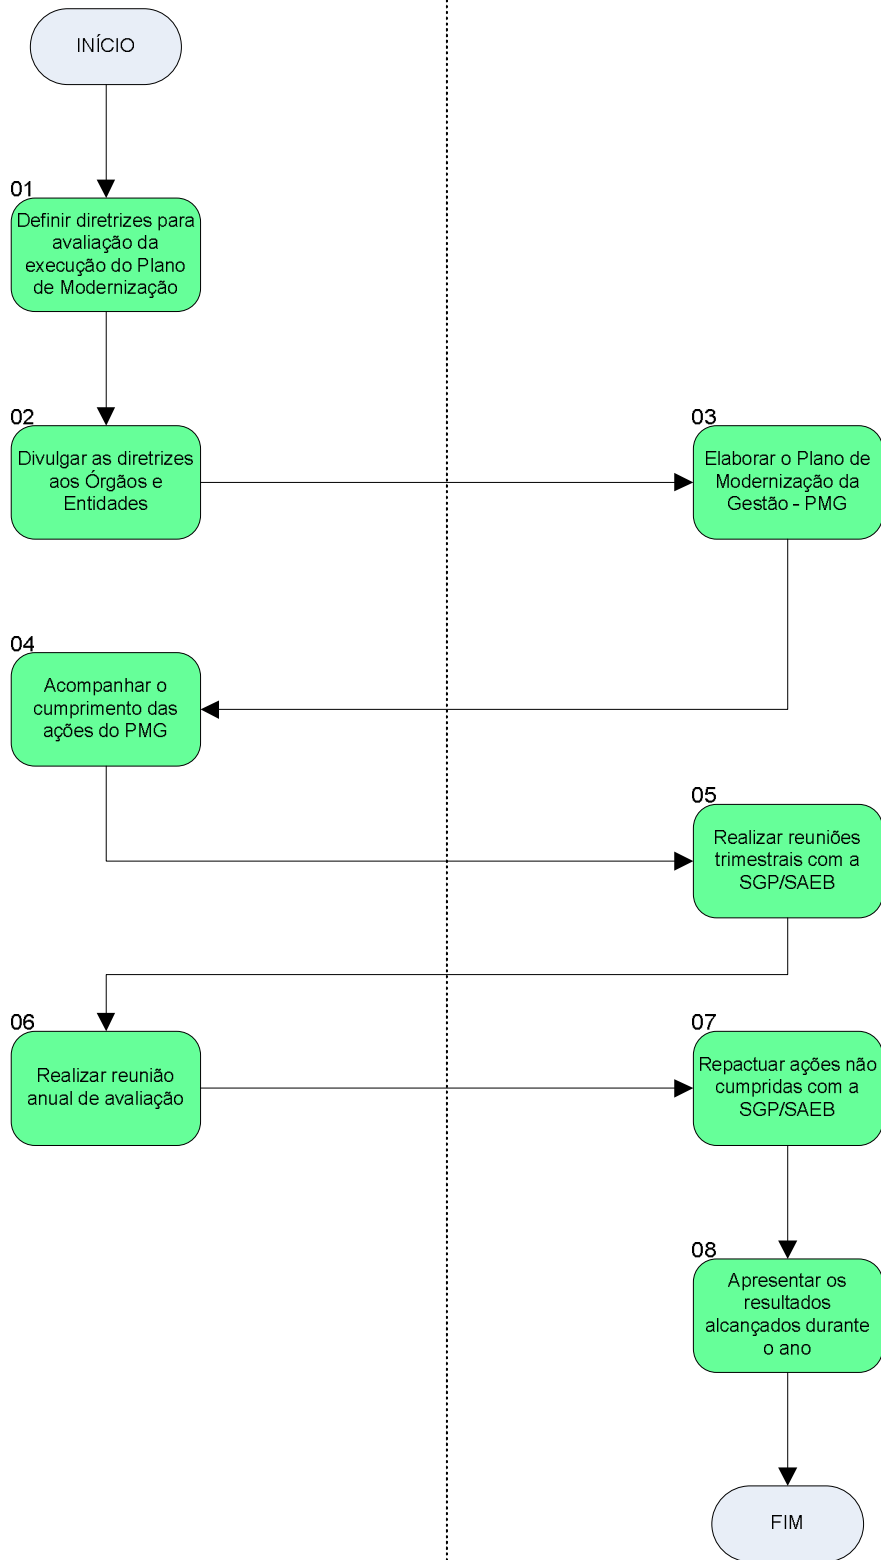 INÍCIO
01
Definir diretrizes para
avaliação da
execução do Plano
de Modernização
02
Divulgar as diretrizes
aos Órgãos e
Entidades
03
Elaborar o Plano de
Modernização da
Gestão - PMG
04
Acompanhar o
cumprimento das
ações do PMG
05
Realizar reuniões
trimestrais com a
SGP/SAEB
06
Realizar reunião
anual de avaliação
07
Repactuar ações não
cumpridas com a
SGP/SAEB
08
Apresentar os
resultados
alcançados durante
o ano
FIM